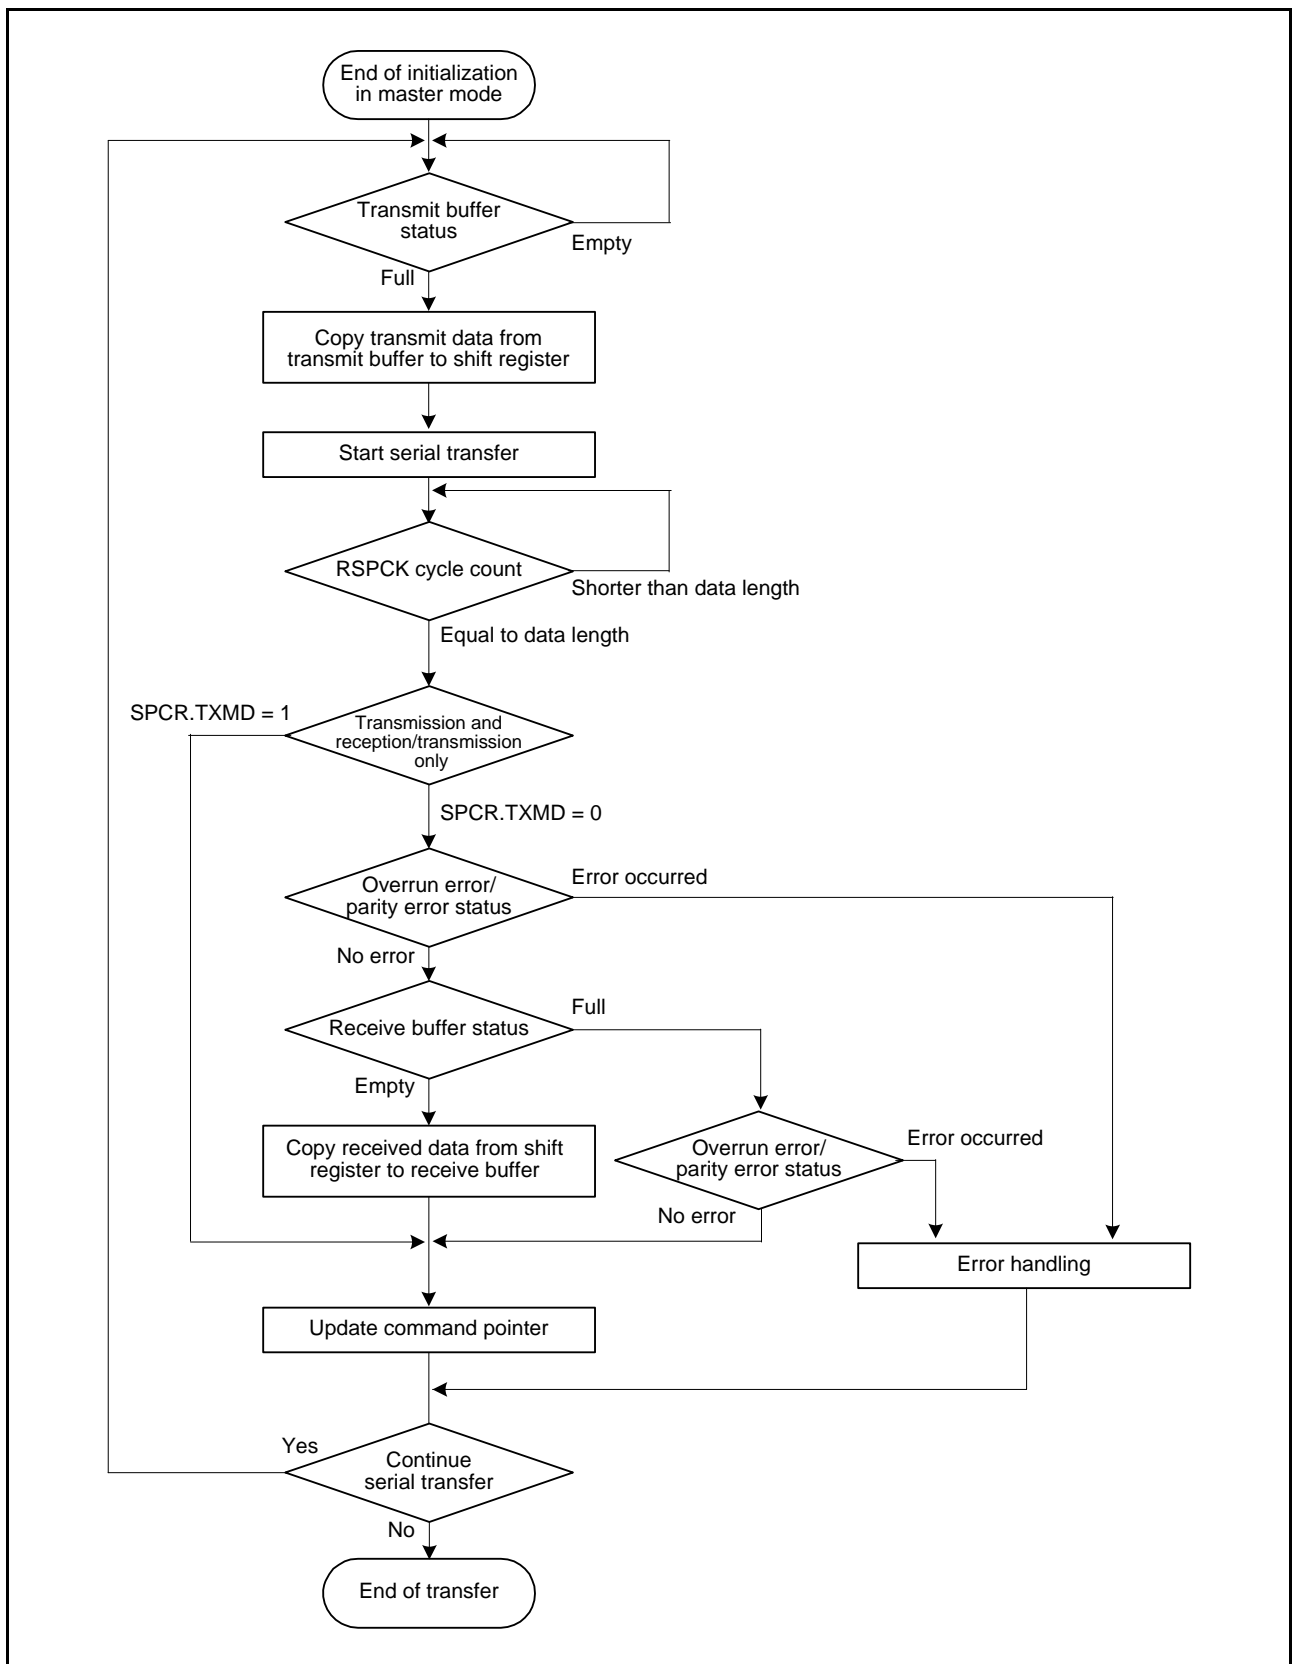 End of initialization
in master mode
Transmit buffer
status
Empty
Full
Copy transmit data from
transmit buffer to shift register
Start serial transfer
RSPCK cycle count
Shorter than data length
Equal to data length
SPCR.TXMD = 1
Transmission and
reception/transmission
only
SPCR.TXMD = 0
Error occurred
Overrun error/
parity error status
No error
Full
Receive buffer status
Empty
Copy received data from shift
register to receive buffer
Overrun error/
parity error status
Error occurred
No error
Error handling
Update command pointer
Yes
Continue
serial transfer
No
End of transfer